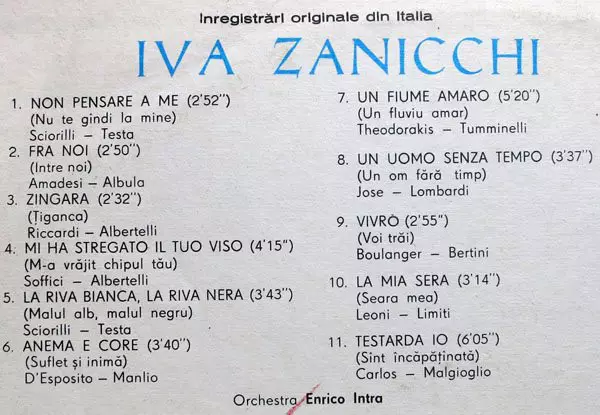 Inregistrări originale din Italia
IVA ZANICCHI
1. NON PENSARE A ME (2'52")
(Nu te gindi la mine)
Sciorilli – Testa
2. FRA NOI (2'50")
(Intre noi)
Amadesi – Albula
3. ZINGARA (2'32")
(Țiganca)
Riccardi – Albertelli
4. MI HA STREGATO IL TUO VISO (4'15")
(M-a vrăjit chipul tău)
Soffici – Albertelli
5. LA RIVA BIANCA, LA RIVA NERA (3'43")
(Malul alb, malul negru)
Sciorilli – Testa
6. ANEMA E CORE (3'40")
(Suflet și inimă)
D'Esposito – Manlio
7. UN FIUME AMARO (5'20")
(Un fluviu amar)
Theodorakis – Tumminelli
8. UN UOMO SENZA TEMPO (3'37")
(Un om fără timp)
Jose – Lombardi
9. VIVRÒ (2'55")
(Voi trăi)
Boulanger – Bertini
10. LA MIA SERA (3'14")
(Seara mea)
Leoni – Limiti
11. TESTARDA IO (6'05")
(Sint încăpățînată)
Carlos – Malgioglio
Orchestra Enrico Intra